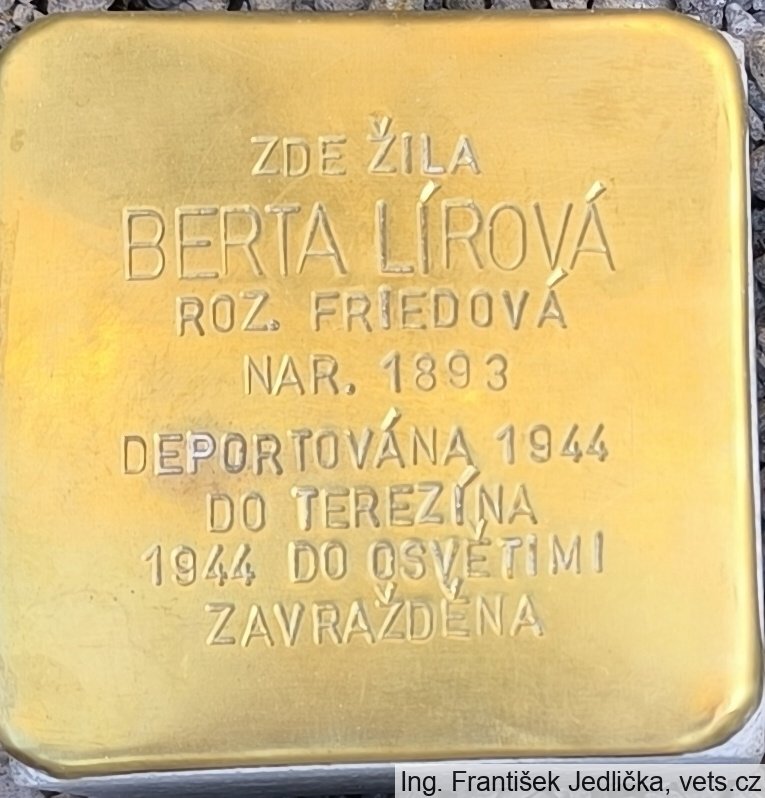 ZDE ŽILA
BERTA LÍROVÁ
ROZ. FRIEDOVÁ
NAR. 1893
DEPORTOVÁNA 1944
DO TEREZÍNA
1944 DO OSVĚTIMI
ZAVRAŽDĚNA
Ing. František Jedlička, vets.cz